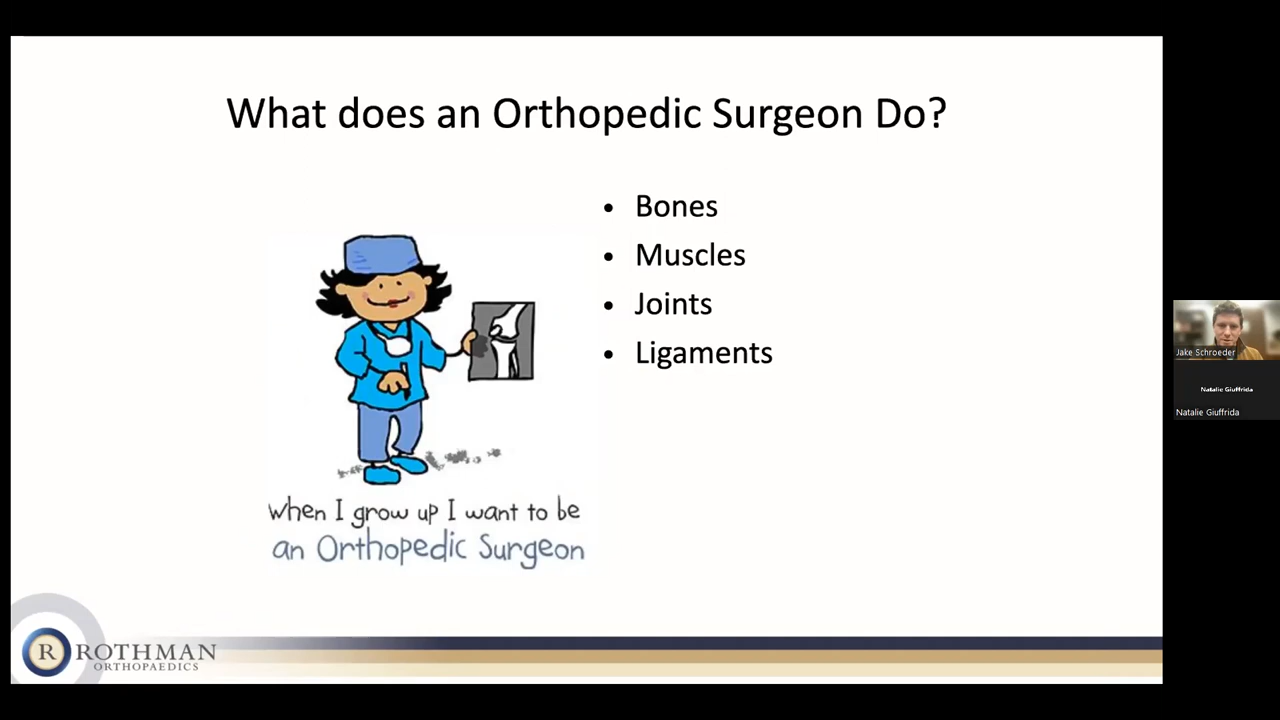 What does an Orthopedic Surgeon Do?
• Bones
• Muscles
• Joints
• Ligaments
when I grow up I want to be
an Orthopedic Surgeon
R ROTHMAN
ORTHOPAEDICS
Jake Schroeder
Natalie Giuffrida
Natalie Giuffrida